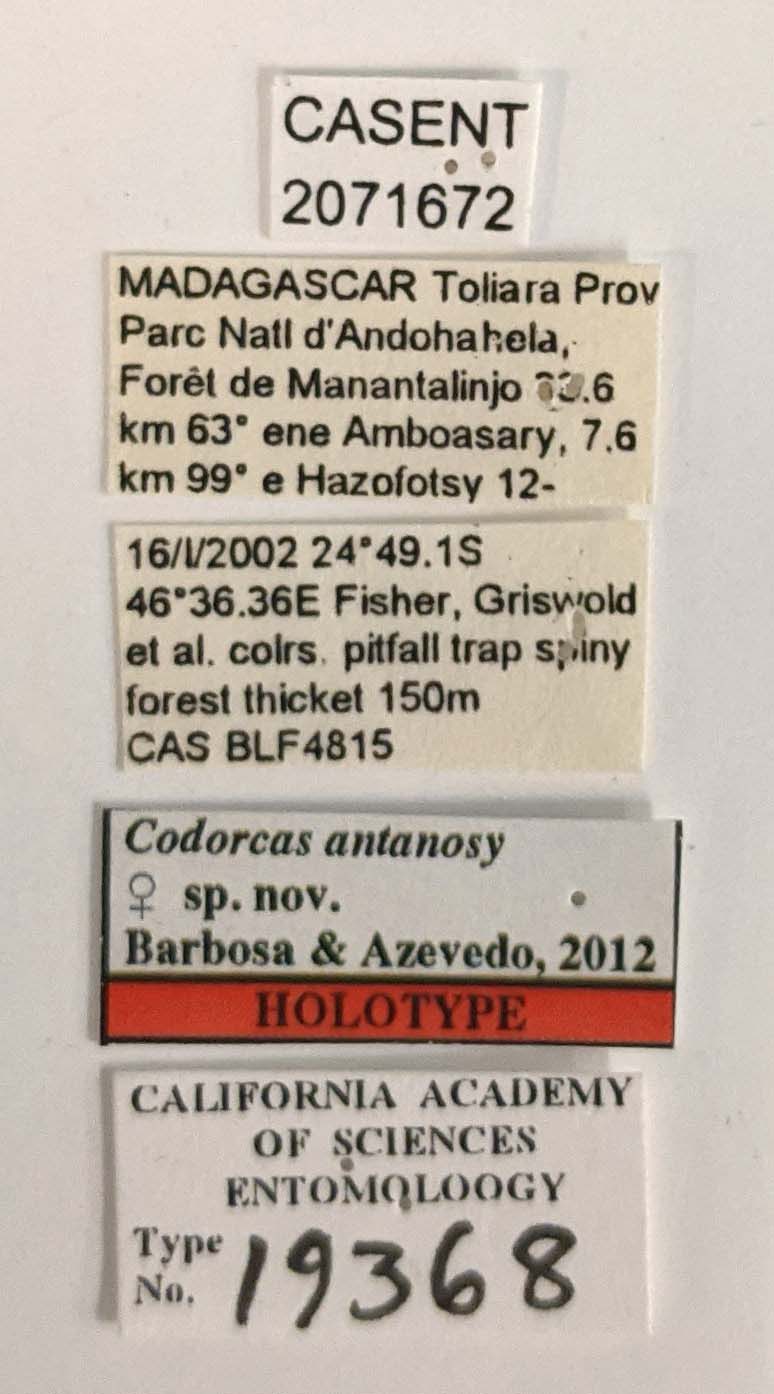 CASENT
2071672
MADAGASCAR Toliara Prov
Parc Natl d'Andohahela,
Forêt de Manantalinjo
km 63° ene Amboasary, 7.6
km 99° e Hazofotsy 12-
16/I/2002 24°49.1S
46°36.36E Fisher, Griswold
et al. colrs. pitfall trap spiny
forest thicket 150m
CAS BLF4815
Codorcas antanosy
♀ sp. nov.
Barbosa & Azevedo, 2012
HOLOTYPE
CALIFORNIA ACADEMY
OF SCIENCES
ENTOMOLOOGY
Type
No. 19368